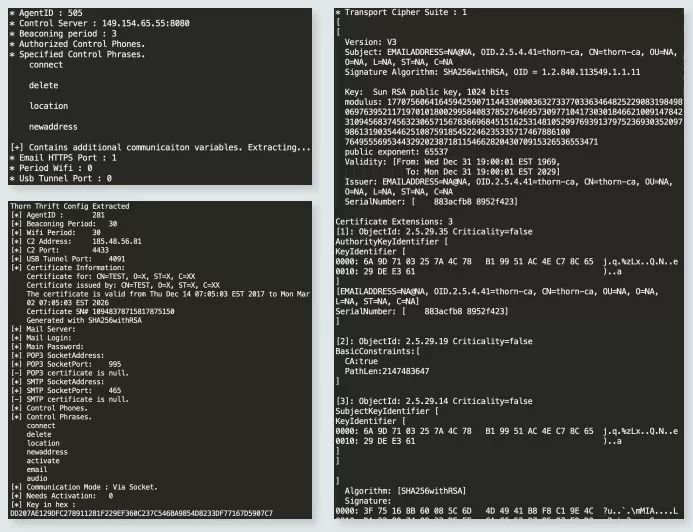 * AgentID : 505
* Control Server : 149.154.65.55:8080
* Beaconing period : 3
* Authorized Control Phones.
* Specified Control Phrases.
connect
delete
location
newaddress
[+] Contains additional communicaiton variables. Extracting...
* Email HTTPS Port : 1
* Period Wifi : 0
* Usb Tunnel Port : 0
Thorn Thrift Config Extracted
[*] AgentID : 281
[*] Beaconing Period: 30
[*] Wifi Period: 30
[*] C2 Address: 185.48.56.81
[*] C2 Port: 4433
[*] USB Tunnel Port: 4091
[*] Certificate Information:
Certificate for: CN=TEST, O=X, ST=X, C=XX
Certificate issued by: CN=TEST, O=X, ST=X, C=XX
The certificate is valid from Thu Dec 14 07:05:03 EST 2017 to Mon Mar
02 07:05:03 EST 2026
Certificate SN# 10948378715817875150
Generated with SHA256withRSA
[*] Mail Server:
[*] Mail Login:
[*] Main Password:
[*] POP3 SocketAddress:
[*] POP3 SocketPort: 995
[-] POP3 certificate is null.
[*] SMTP SocketAddress:
[*] SMTP SocketPort: 465
[-] SMTP certificate is null.
[*] Control Phones.
[*] Control Phrases.
connect
delete
location
newaddress
activate
email
audio
[*] Communication Mode : Via Socket.
[*] Needs Activation: 0
[*] Key in hex :
DD207AE129DFC278911281F229EF360C237C546BA9854D8233DF77167D5907C7
* Transport Cipher Suite : 1
[
[
Version: V3
Subject: EMAILADDRESS=NA@NA, OID.2.5.4.41=thorn-ca, CN=thorn-ca, OU=NA,
O=NA, L=NA, ST=NA, C=NA
Signature Algorithm: SHA256withRSA, OID = 1.2.840.113549.1.1.11
Key: Sun RSA public key, 1024 bits
public exponent: 65537
Validity: [From: Wed Dec 31 19:00:01 EST 1969,
To: Mon Dec 31 19:00:01 EST 2029]
Issuer: EMAILADDRESS=NA@NA, OID.2.5.4.41=thorn-ca, CN=thorn-ca, OU=NA,
O=NA, L=NA, ST=NA, C=NA
SerialNumber: [ 883acfb8 8952f423]
Certificate Extensions: 3
[1]: ObjectId: 2.5.29.35 Criticality=false
AuthorityKeyIdentifier [
KeyIdentifier [
0000: 6A 9D 71 03 25 7A 4C 78 B1 99 51 AC 4E C7 8C 65 j.q.%zLx..Q.N..e
0010: 29 DE E3 61 )..a
]
[EMAILADDRESS=NA@NA, OID.2.5.4.41=thorn-ca, CN=thorn-ca, OU=NA, O=NA,
L=NA, ST=NA, C=NA]
SerialNumber: [ 883acfb8 8952f423]
]
[2]: ObjectId: 2.5.29.19 Criticality=false
BasicConstraints:[
CA:true
PathLen:2147483647
]
[3]: ObjectId: 2.5.29.14 Criticality=false
SubjectKeyIdentifier [
KeyIdentifier [
0000: 6A 9D 71 03 25 7A 4C 78 B1 99 51 AC 4E C7 8C 65 j.q.%zLx..Q.N..e
0010: 29 DE E3 61 )..a
]
]
]
Algorithm: [SHA256withRSA]
Signature:
0000: 3F 75 16 8B 60 08 5C 6D 4D 49 41 B8 F8 C1 9E 4C ?u..`.\mMIA....L